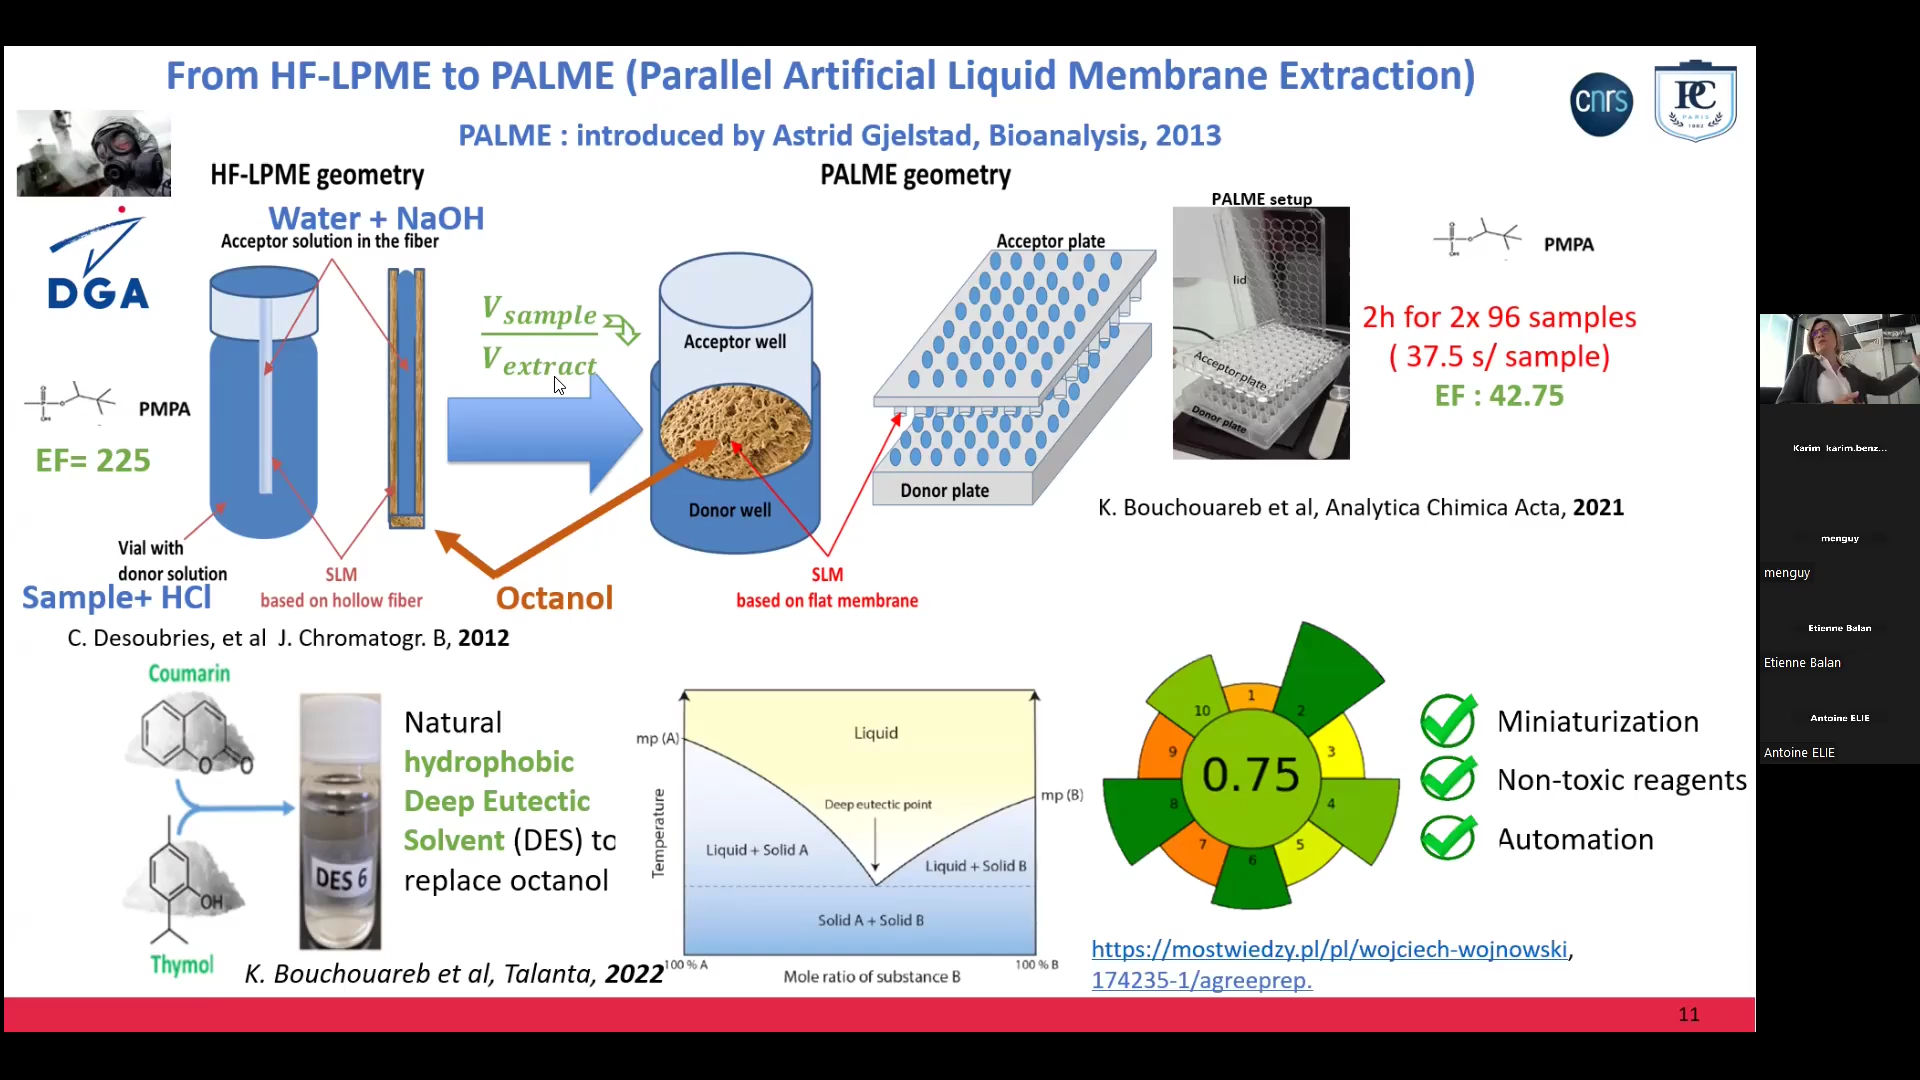 From HF-LPME to PALME (Parallel Artificial Liquid Membrane Extraction)
cnrs
PC
PARIS
1882
PALME : introduced by Astrid Gjelstad, Bioanalysis, 2013
HF-LPME geometry
PALME geometry
DGA
Water + NaOH
Acceptor solution in the fiber
V sample
V extract
PMPA
OH
EF= 225
Vial with
donor solution
Sample+ HCl
SLM
based on hollow fiber
Octanol
C. Desoubries, et al J. Chromatogr. B, 2012
Acceptor well
Donor well
SLM
based on flat membrane
Acceptor plate
Donor plate
PALME setup
lid
Acceptor plate
Donor plate
PMPA
OH
2h for 2x 96 samples
( 37.5 s/ sample)
EF : 42.75
K. Bouchouareb et al, Analytica Chimica Acta, 2021
Coumarin
O
O
OH
Thymol
DES 6
Natural
hydrophobic
Deep Eutectic
Solvent (DES) to
replace octanol
K. Bouchouareb et al, Talanta, 2022
mp (A)
Liquid
Deep eutectic point
mp (B)
Liquid + Solid A
Liquid + Solid B
Solid A + Solid B
Temperature
100 % A
Mole ratio of substance B
100 % B
1
2
3
4
5
6
7
8
9
10
0.75
Miniaturization
Non-toxic reagents
Automation
https://mostwiedzy.pl/pl/wojciech-wojnowski,
174235-1/agreeprep.
11
Karim karim.benz...
menguy
menguy
Etienne Balan
Etienne Balan
Antoine ELIE
Antoine ELIE